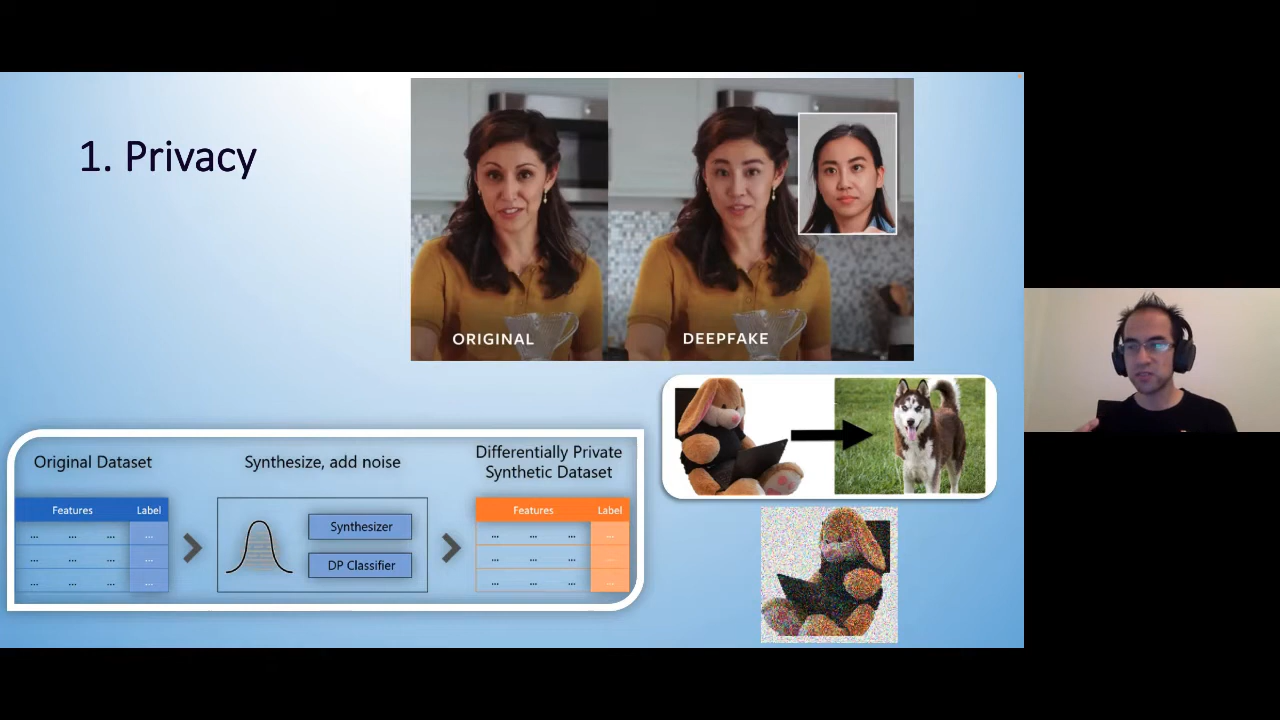 1. Privacy
ORIGINAL
DEEPFAKE
Original Dataset
Features Label
... ... ... ...
... ... ... ...
... ... ... ...
Synthesize, add noise
Synthesizer
DP Classifier
Differentially Private
Synthetic Dataset
Features Label
... ... ... ...
... ... ... ...
... ... ... ...